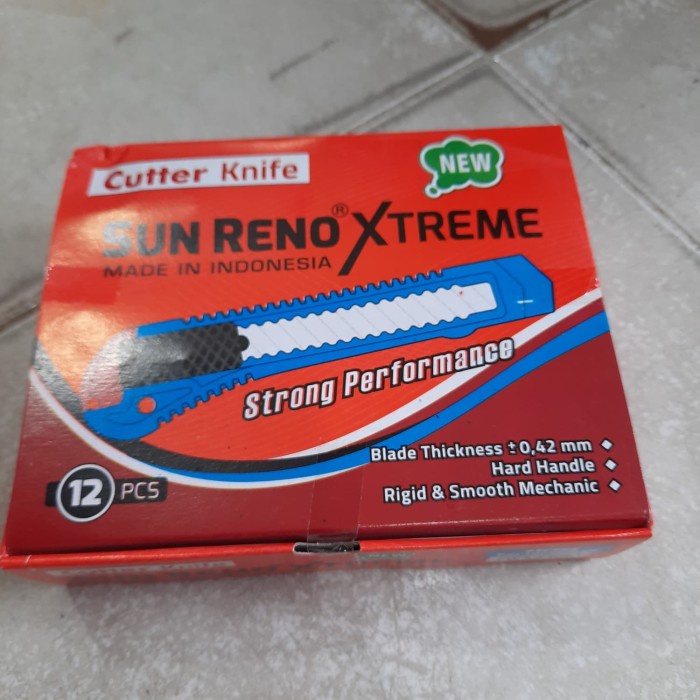 Cutter Knife
NEW
SUN RENO® XTREME
MADE IN INDONESIA
Strong Performance
Blade Thickness ± 0,42 mm
Hard Handle
Rigid & Smooth Mechanic
12 PCS